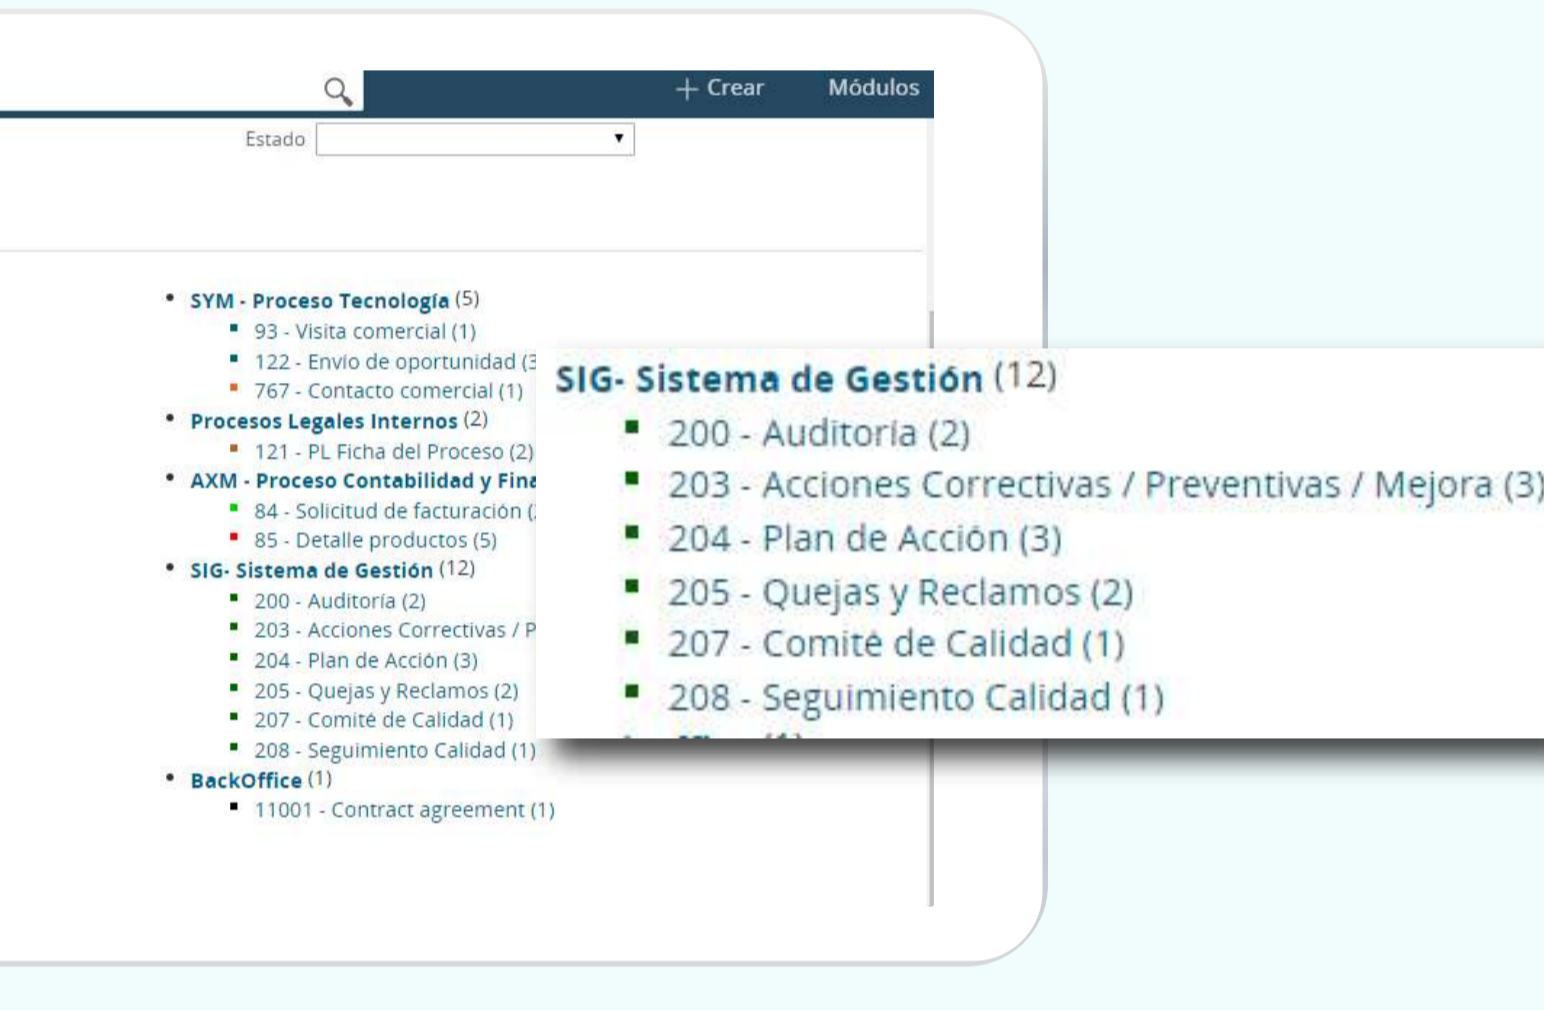 + Crear
Módulos
Estado
SYM - Proceso Tecnología (5)
93 - Visita comercial (1)
122 - Envío de oportunidad (3
767 - Contacto comercial (1)
Procesos Legales Internos (2)
121 - PL Ficha del Proceso (2)
AXM - Proceso Contabilidad y Fina
84 - Solicitud de facturación (
85 - Detalle productos (5)
SIG- Sistema de Gestión (12)
200 - Auditoría (2)
203 - Acciones Correctivas / P
204 - Plan de Acción (3)
205 - Quejas y Reclamos (2)
207 - Comité de Calidad (1)
208 - Seguimiento Calidad (1)
BackOffice (1)
11001 - Contract agreement (1)
SIG- Sistema de Gestión (12)
200 - Auditoría (2)
203 - Acciones Correctivas / Preventivas / Mejora (3)
204 - Plan de Acción (3)
205 - Quejas y Reclamos (2)
207 - Comité de Calidad (1)
208 - Seguimiento Calidad (1)